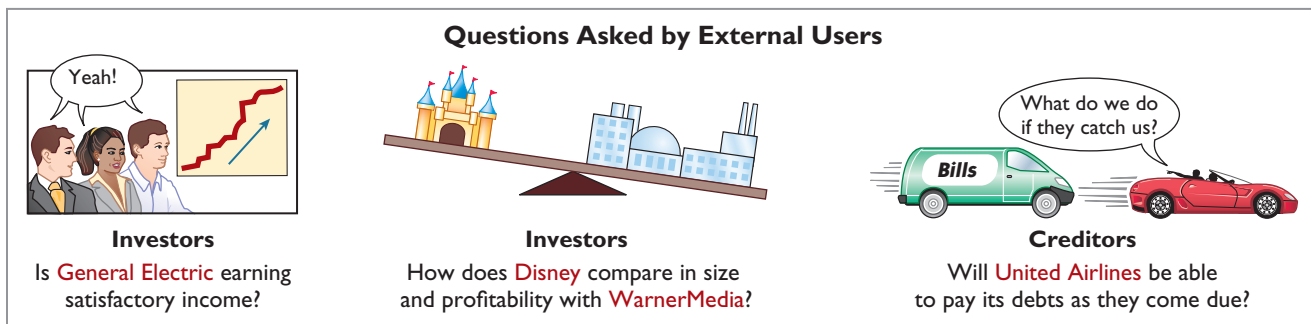 Questions Asked by External Users
Yeah!
Investors
Is General Electric earning
satisfactory income?
Investors
How does Disney compare in size
and profitability with WarnerMedia?
What do we do
if they catch us?
Bills
Creditors
Will United Airlines be able
to pay its debts as they come due?